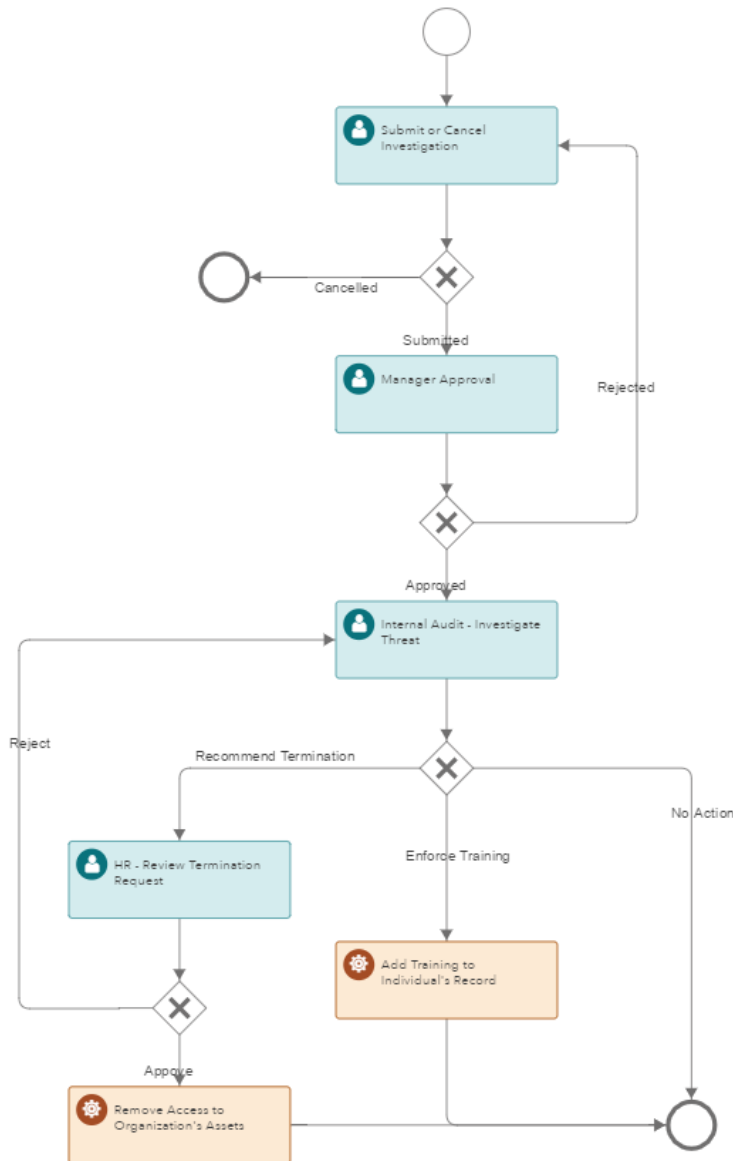 Submit or Cancel
Investigation
Cancelled
Submitted
Manager Approval
Rejected
Approved
Internal Audit - Investigate
Threat
Reject
Recommend Termination
No Action
HR - Review Termination
Request
Enforce Training
Add Training to
Individual's Record
Appove
Remove Access to
Organization's Assets